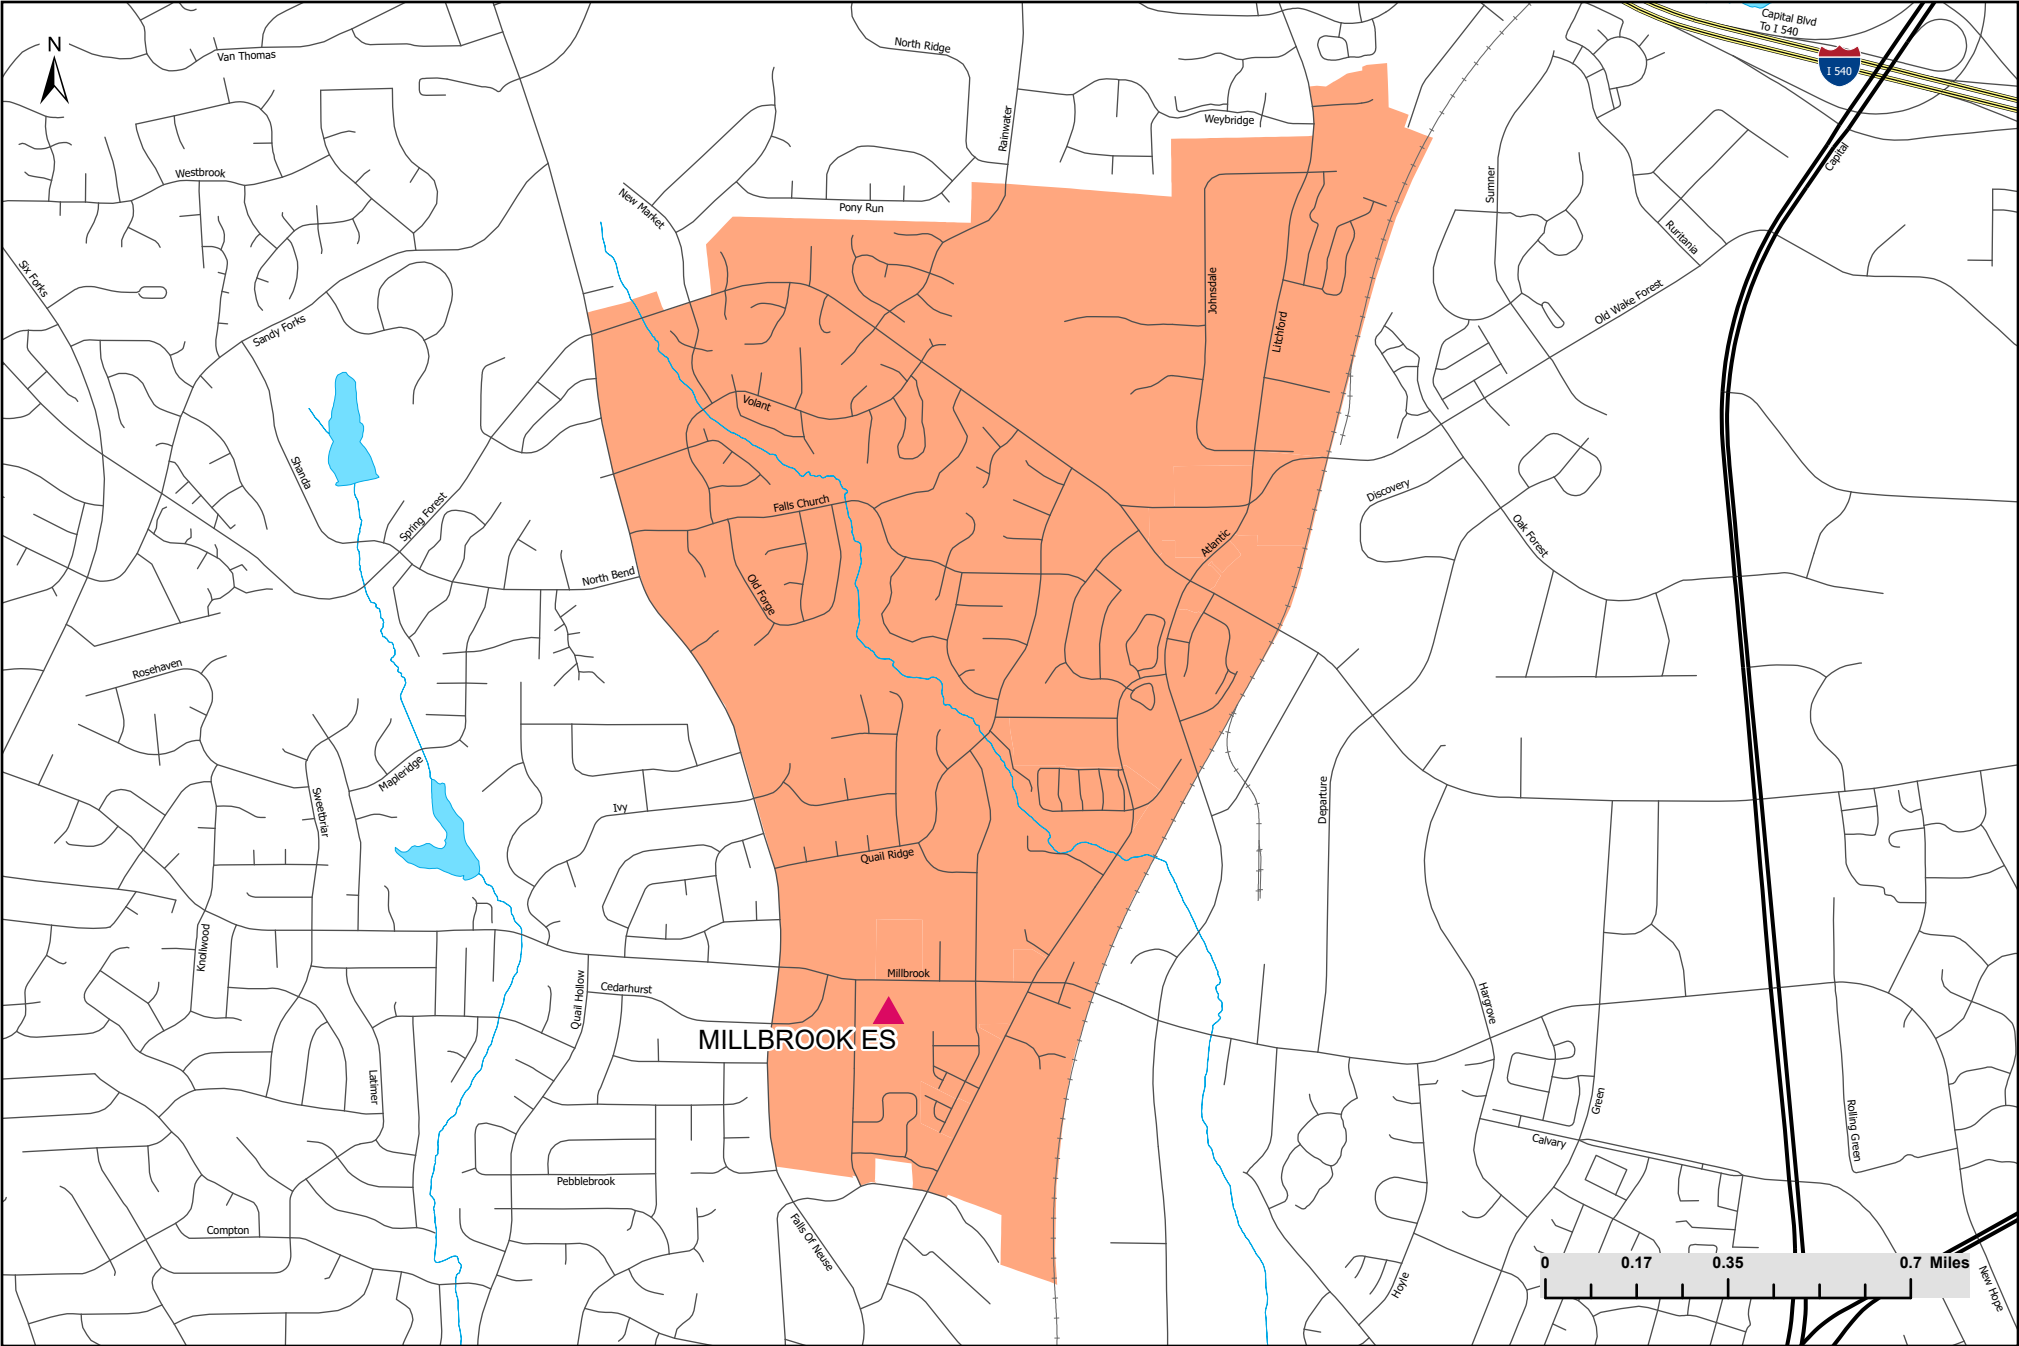 Capital Blvd
To I 540
I 540
N
Van Thomas
North Ridge
Rainwater
Weybridge
Westbrook
New Market
Pony Run
Sumner
Capital
Ruritania
Six Forks
Sandy Forks
Johnsdale
Litchford
Old Wake Forest
Volant
Shanda
Spring Forest
Falls Church
Discovery
Oak Forest
Atlantic
North Bend
Old Forge
Rosehaven
Mapleridge
Sweetbriar
Ivy
Departure
Quail Ridge
Knollwood
Millbrook
Quail Hollow
Cedarhurst
Hargrove
MILLBROOK ES
Latimer
Green
Rolling Green
Calvary
Pebblebrook
Compton
Falls Of Neuse
Hoyle
New Hope
0 0.17 0.35 0.7 Miles